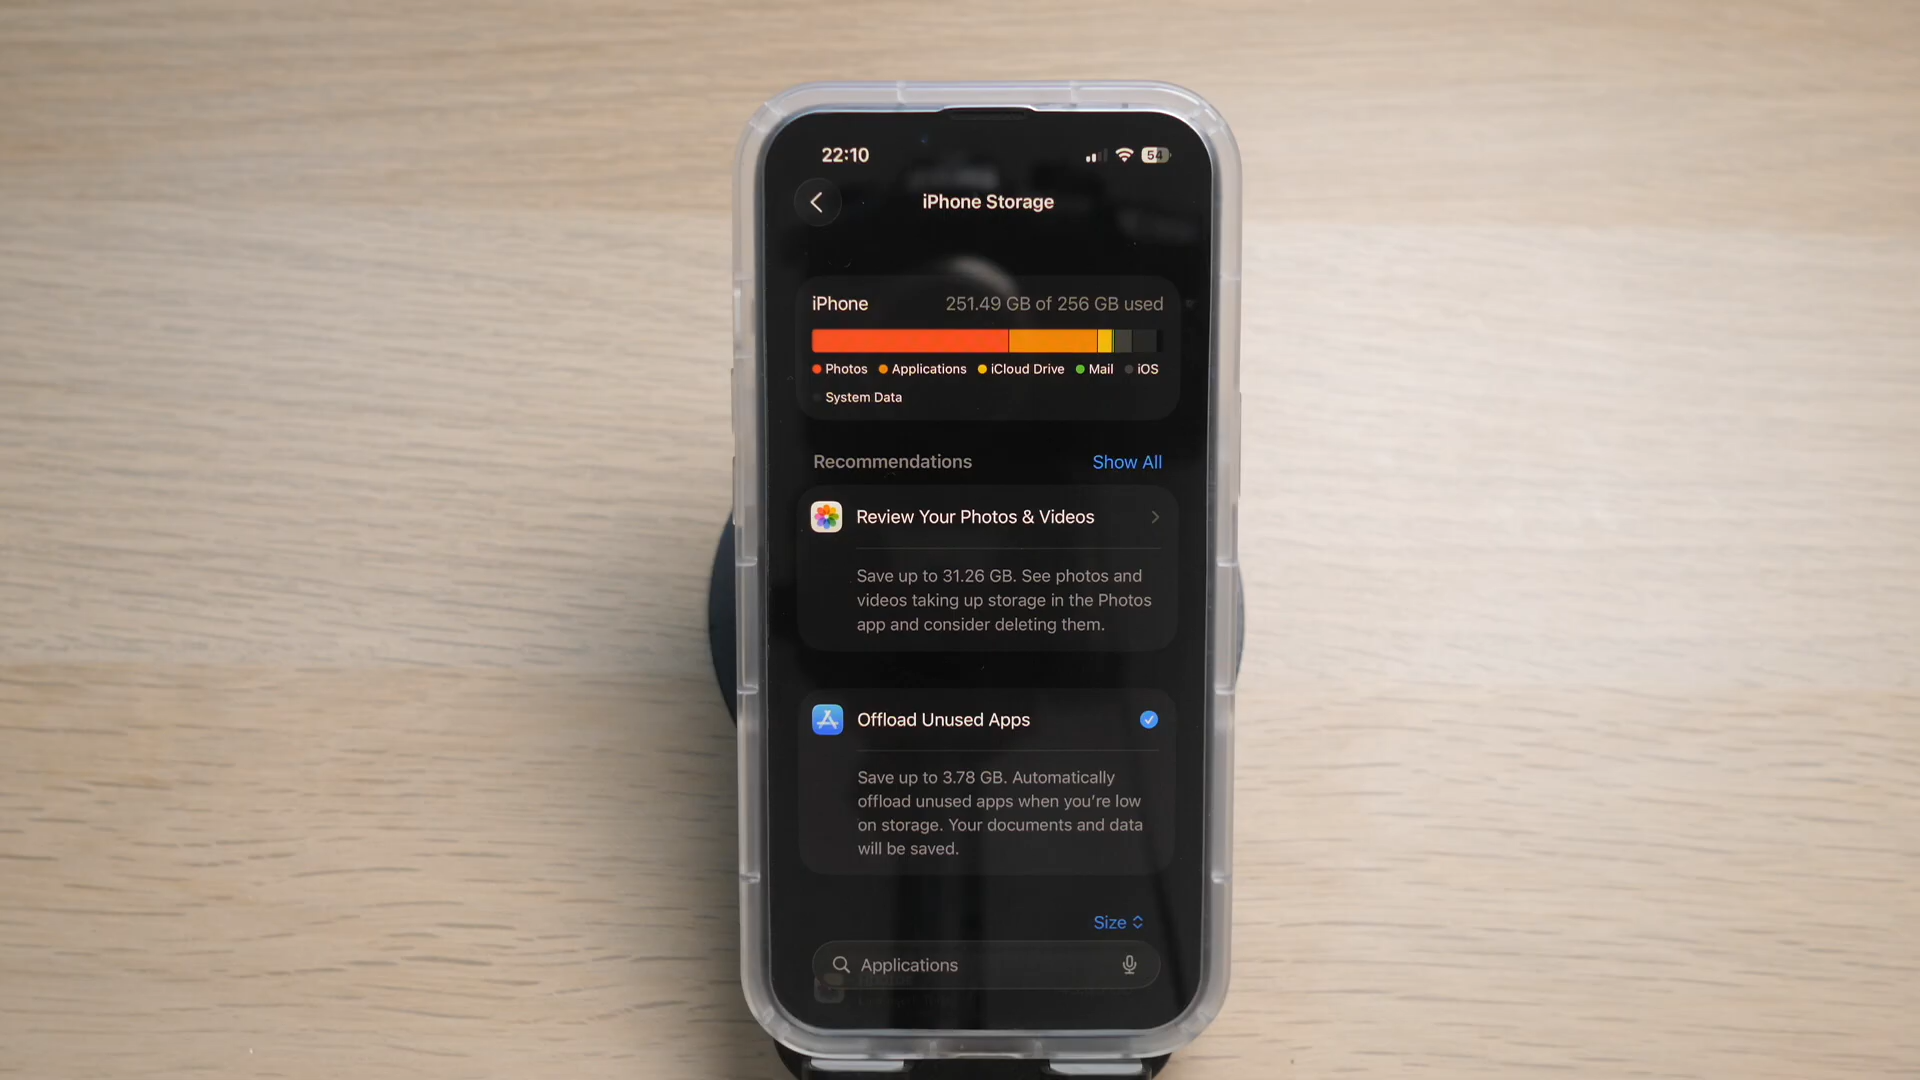 22:10
54
iPhone Storage
iPhone 251.49 GB of 256 GB used
Photos Applications iCloud Drive Mail iOS
System Data
Recommendations Show All
Review Your Photos & Videos
Save up to 31.26 GB. See photos and
videos taking up storage in the Photos
app and consider deleting them.
Offload Unused Apps
Save up to 3.78 GB. Automatically
offload unused apps when you're low
on storage. Your documents and data
will be saved.
Size
Applications